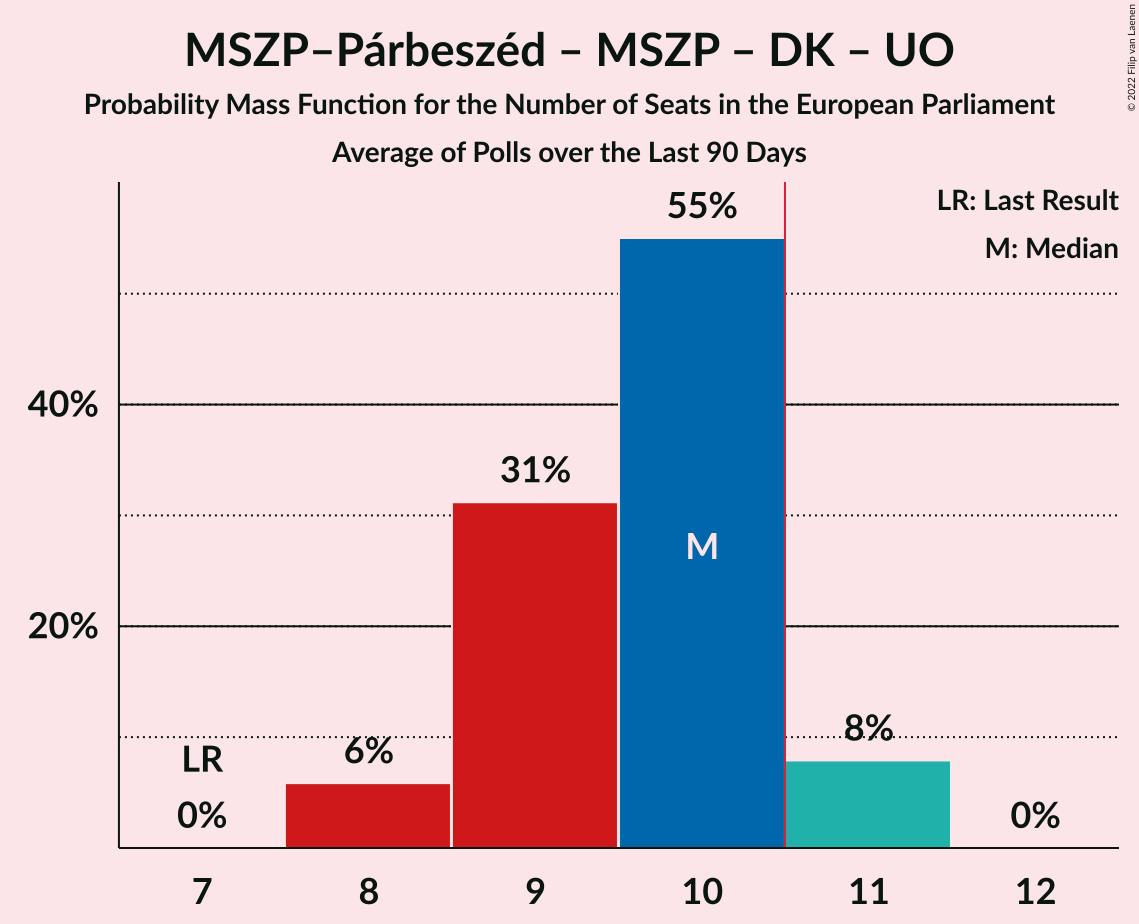 MSZP–Párbeszéd – MSZP – DK – UO
Probability Mass Function for the Number of Seats in the European Parliament
Average of Polls over the Last 90 Days
© 2022 Filip van Laenen
LR: Last Result
M: Median
55%
40%
31%
M
20%
8%
6%
LR
0%
0%
7 8 9 10 11 12